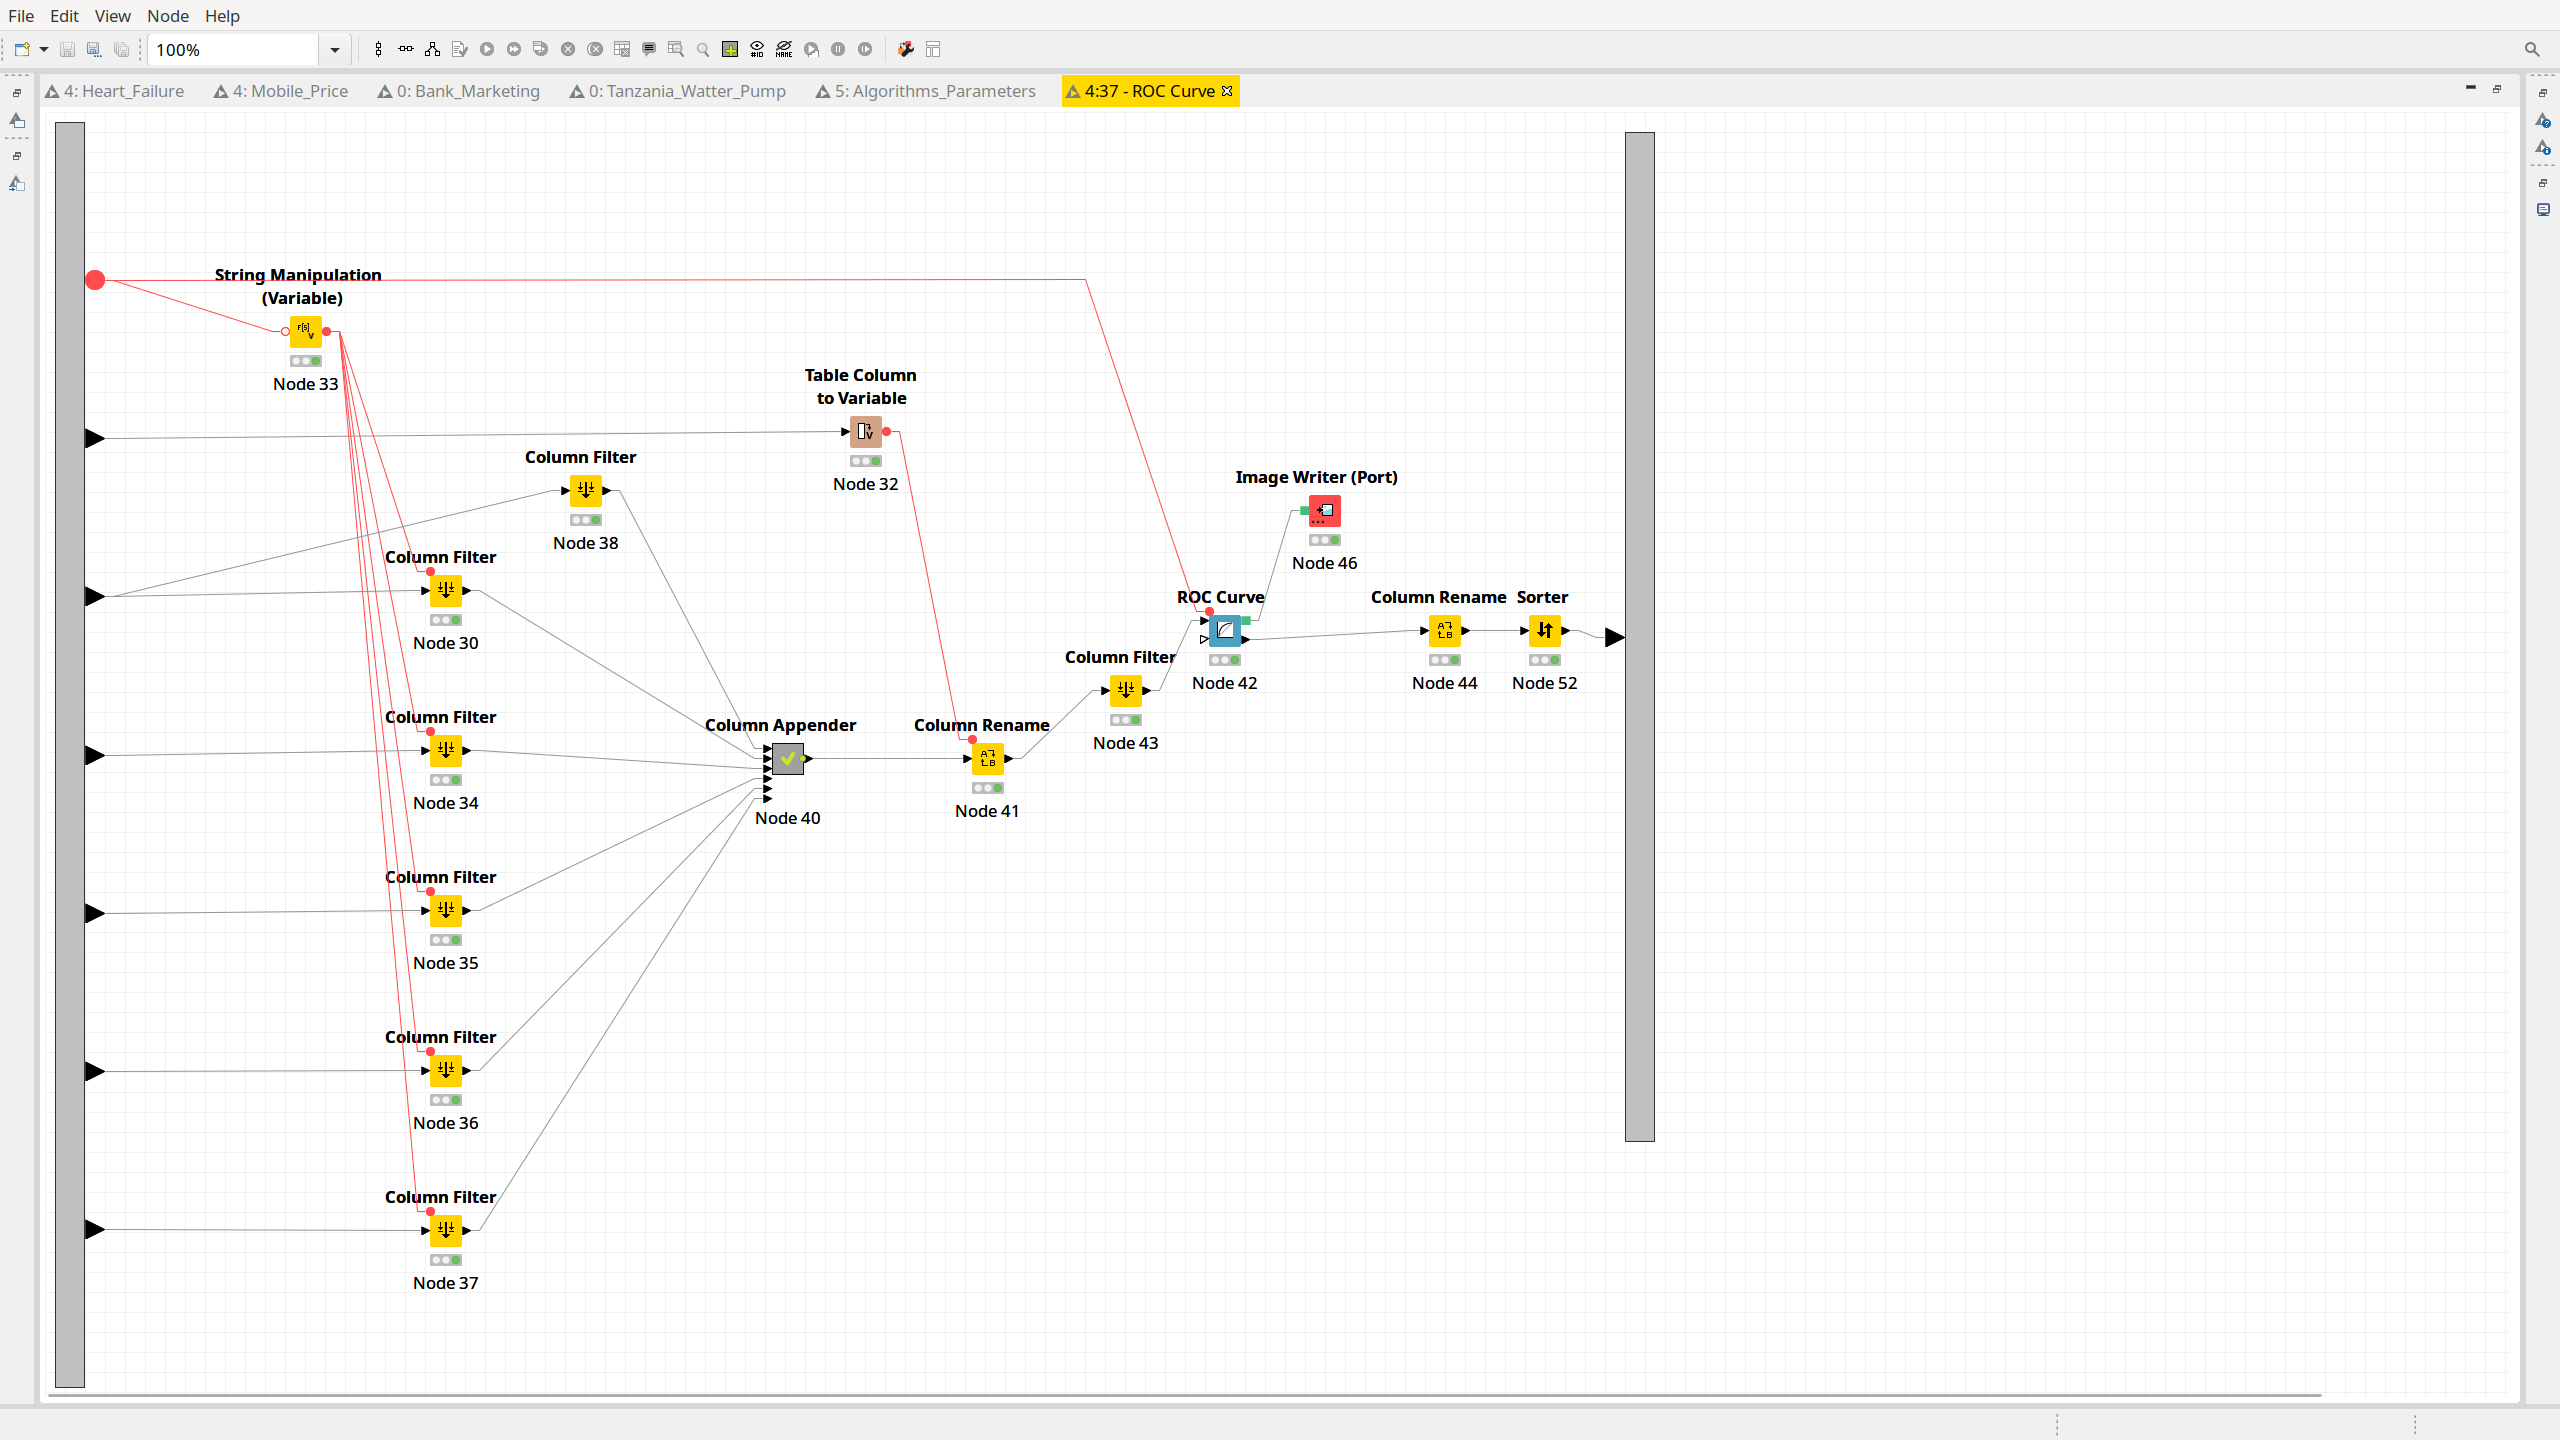 File Edit View Node Help
100%
4: Heart_Failure 4: Mobile_Price 0: Bank_Marketing 0: Tanzania_Watter_Pump 5: Algorithms_Parameters 4:37 - ROC Curve
String Manipulation
(Variable)
Node 33
Table Column
to Variable
Node 32
Column Filter
Node 38
Image Writer (Port)
Node 46
Column Filter
Node 30
ROC Curve
Node 42
Column Rename
Node 44
Sorter
Node 52
Column Filter
Node 43
Column Filter
Node 34
Column Appender
Node 40
Column Rename
Node 41
Column Filter
Node 35
Column Filter
Node 36
Column Filter
Node 37